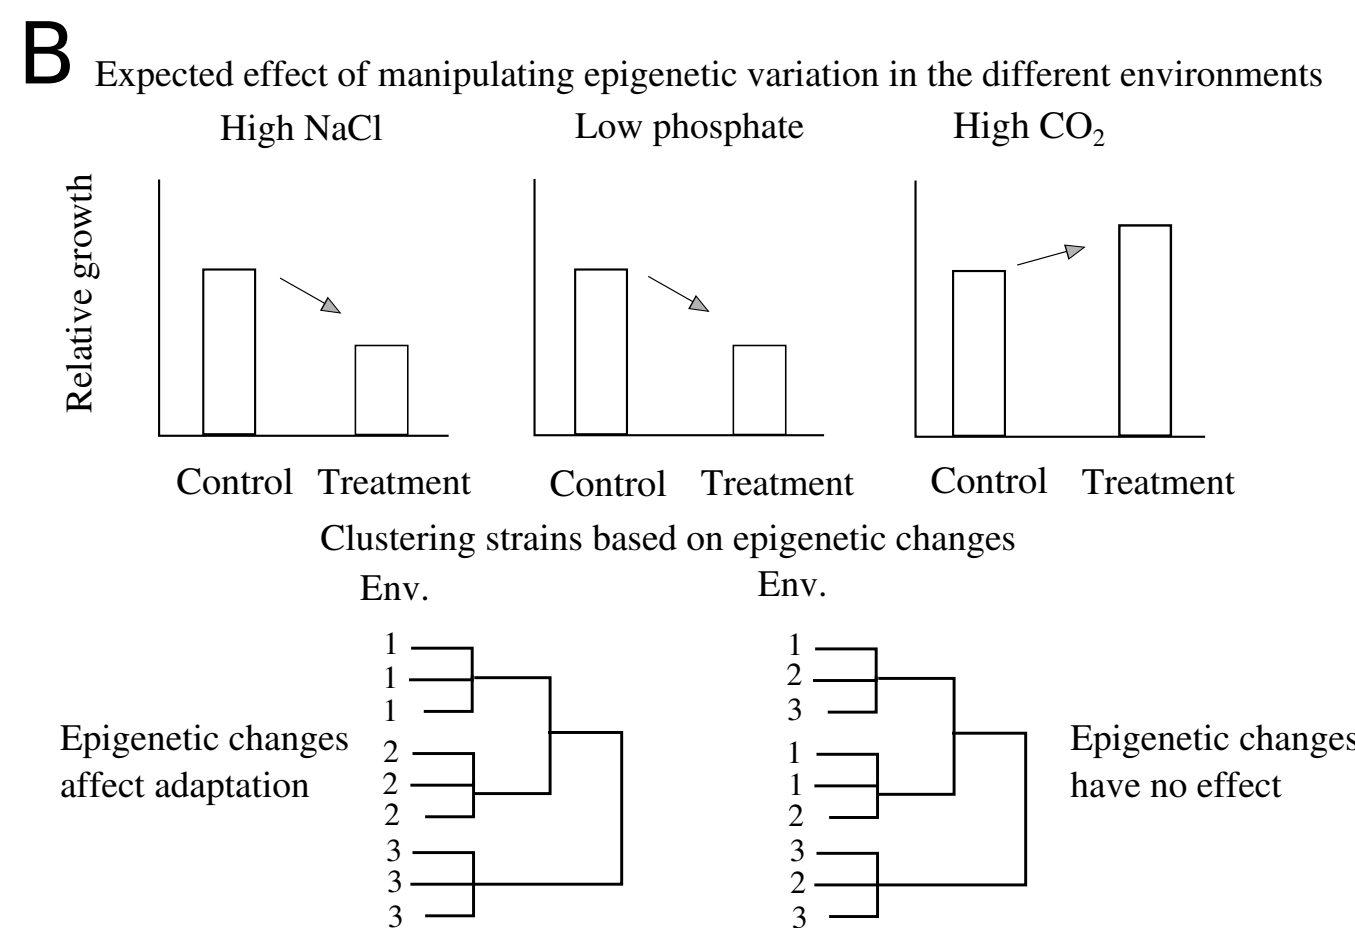 B
Expected effect of manipulating epigenetic variation in the different environments
High NaCl
Low phosphate
High CO₂
Relative growth
Control Treatment
Control Treatment
Control Treatment
Clustering strains based on epigenetic changes
Env.
1
1
1
2
2
2
3
3
3
Epigenetic changes
affect adaptation
Env.
1
2
3
1
1
2
3
2
3
Epigenetic changes
have no effect